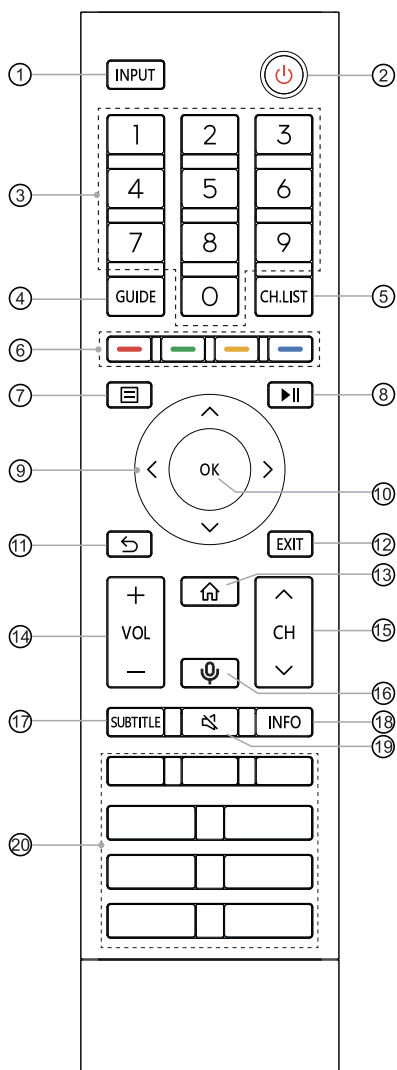 ① INPUT ②
1 2 3
③ 4 5 6
7 8 9
④ GUIDE 0 CH.LIST ⑤
⑥
⑦ ⑧
⑨ OK ⑩
⑪ EXIT ⑫
⑬
+
⑭ VOL CH ⑮
−
⑯
⑰ SUBTITLE INFO ⑱
⑲
⑳